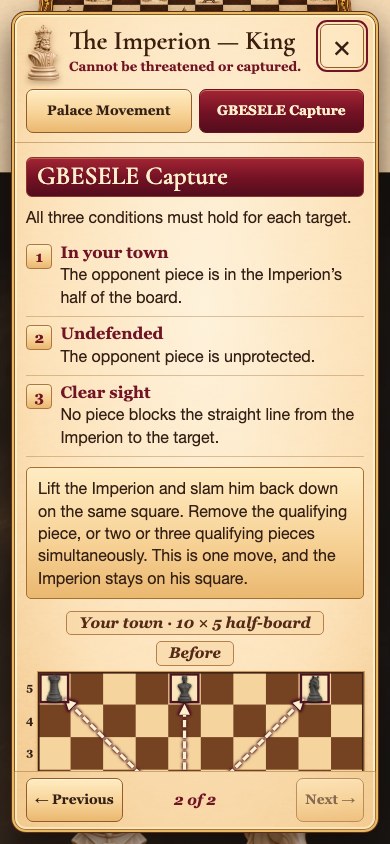 The Imperion — King
Cannot be threatened or captured.
×
Palace Movement
GBESELE Capture
GBESELE Capture
All three conditions must hold for each target.
1
In your town
The opponent piece is in the Imperion’s
half of the board.
2
Undefended
The opponent piece is unprotected.
3
Clear sight
No piece blocks the straight line from the
Imperion to the target.
Lift the Imperion and slam him back down
on the same square. Remove the qualifying
piece, or two or three qualifying pieces
simultaneously. This is one move, and the
Imperion stays on his square.
Your town · 10 × 5 half-board
Before
5
4
3
← Previous
2 of 2
Next →